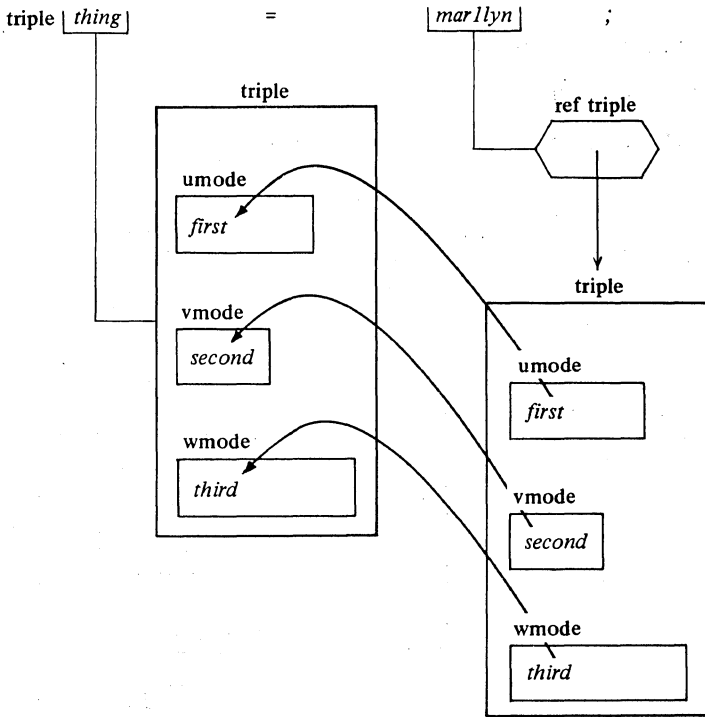 triple thing = mar1lyn ;
triple
ref triple
umode
first
triple
vmode
second
umode
first
wmode
third
vmode
second
wmode
third